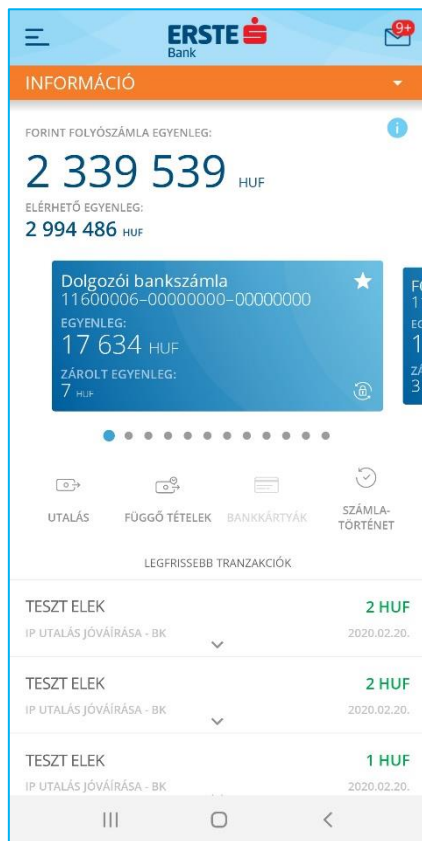 ERSTE
Bank
9+
INFORMÁCIÓ
FORINT FOLYÓSZÁMLA EGYENLEG:
2 339 539 HUF
ELÉRHETŐ EGYENLEG:
2 994 486 HUF
Dolgozói bankszámla
11600006-00000000-00000000
EGYENLEG:
17 634 HUF
ZÁROLT EGYENLEG:
7 HUF
UTALÁS
FÜGGŐ TÉTELEK
BANKKÁRTYÁK
SZÁMLA-
TÖRTÉNET
LEGFRISSEBB TRANZAKCIÓK
TESZT ELEK 2 HUF
IP UTALÁS JÓVÁÍRÁSA - BK 2020.02.20.
TESZT ELEK 2 HUF
IP UTALÁS JÓVÁÍRÁSA - BK 2020.02.20.
TESZT ELEK 1 HUF
IP UTALÁS JÓVÁÍRÁSA - BK 2020.02.20.